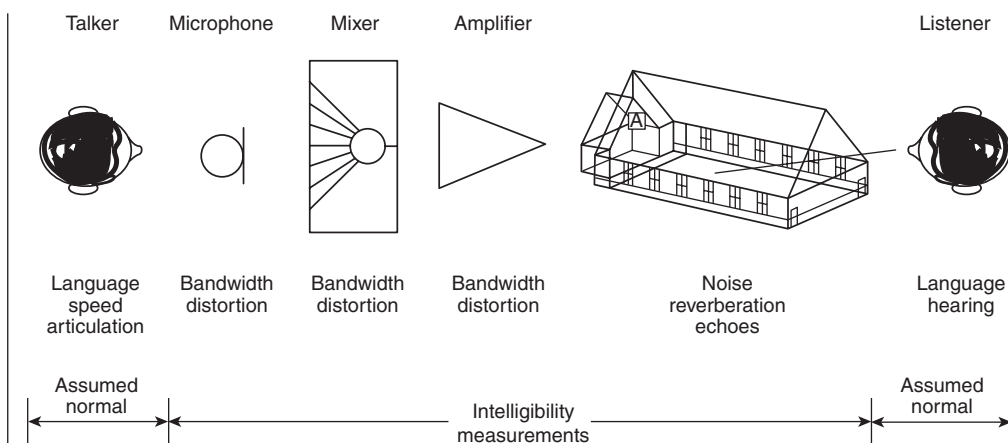 Talker
Microphone
Mixer
Amplifier
Listener
A
Language
speed
articulation
Bandwidth
distortion
Bandwidth
distortion
Bandwidth
distortion
Noise
reverberation
echoes
Language
hearing
Assumed
normal
Intelligibility
measurements
Assumed
normal